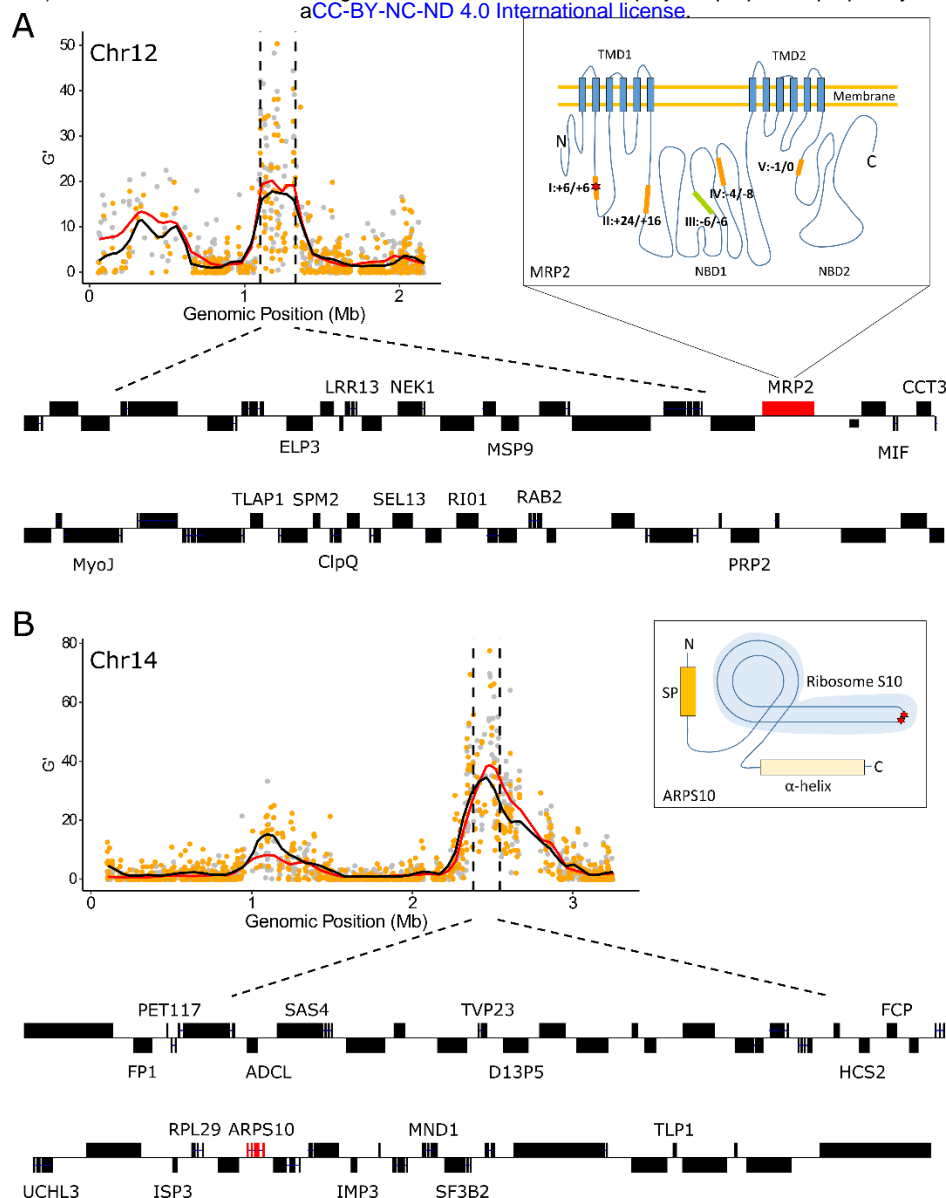 aCC-BY-NC-ND 4.0 International license.
A
Chr12
G'
50
40
30
20
10
0
0
1
2
Genomic Position (Mb)
TMD1
TMD2
Membrane
N
C
I:+6/+6
II:+24/+16
III:-6/-6
IV:-4/-8
V:-1/0
MRP2
NBD1
NBD2
LRR13 NEK1
MRP2
CCT3
ELP3
MSP9
MIF
TLAP1 SPM2
SEL13
RI01
RAB2
MyoJ
ClpQ
PRP2
B
Chr14
G'
80
60
40
20
0
0
1
2
3
Genomic Position (Mb)
N
SP
Ribosome S10
C
α-helix
ARPS10
PET117
SAS4
TVP23
FCP
FP1
ADCL
D13P5
HCS2
RPL29 ARPS10
MND1
TLP1
UCHL3
ISP3
IMP3
SF3B2